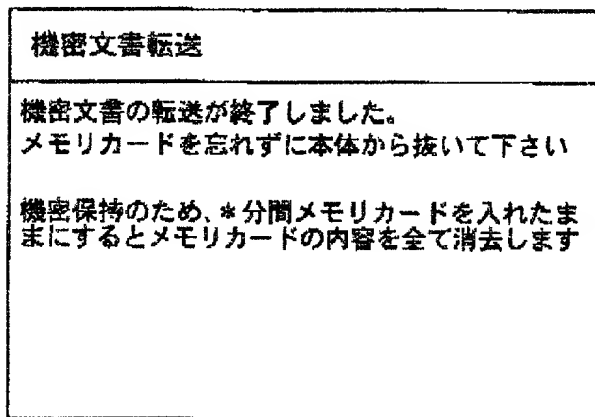 機密文書転送
機密文書の転送が終了しました。
メモリカードを忘れずに本体から抜いて下さい
機密保持のため、＊分間メモリカードを入れたま
まにするとメモリカードの内容を全て消去します